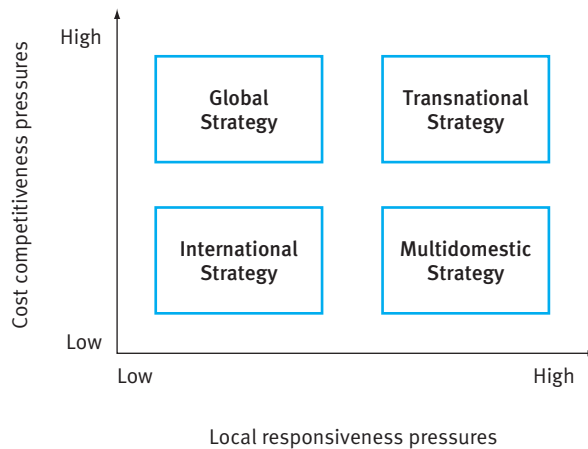 Cost competitiveness pressures
High
Global
Strategy
Transnational
Strategy
International
Strategy
Multidomestic
Strategy
Low
Low
High
Local responsiveness pressures